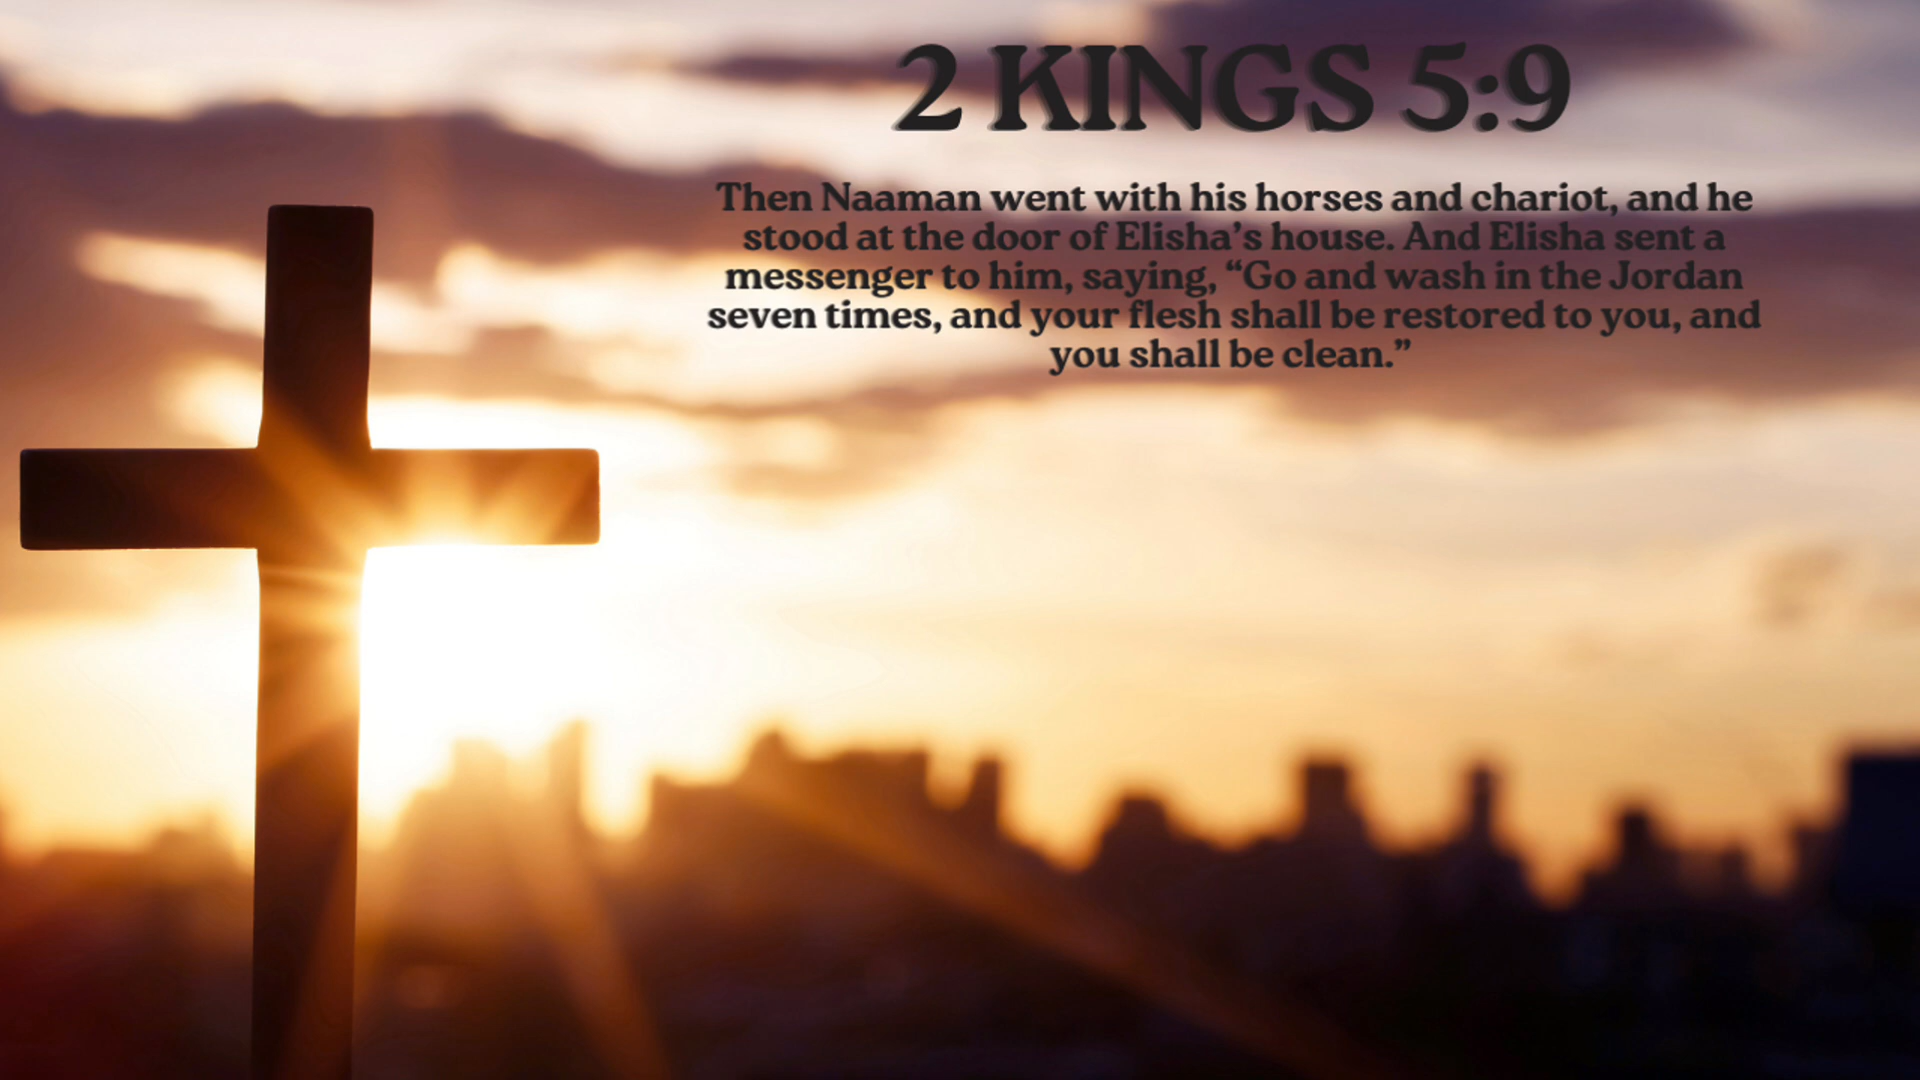 2 KINGS 5:9
Then Naaman went with his horses and chariot, and he
stood at the door of Elisha’s house. And Elisha sent a
messenger to him, saying, “Go and wash in the Jordan
seven times, and your flesh shall be restored to you, and
you shall be clean.”